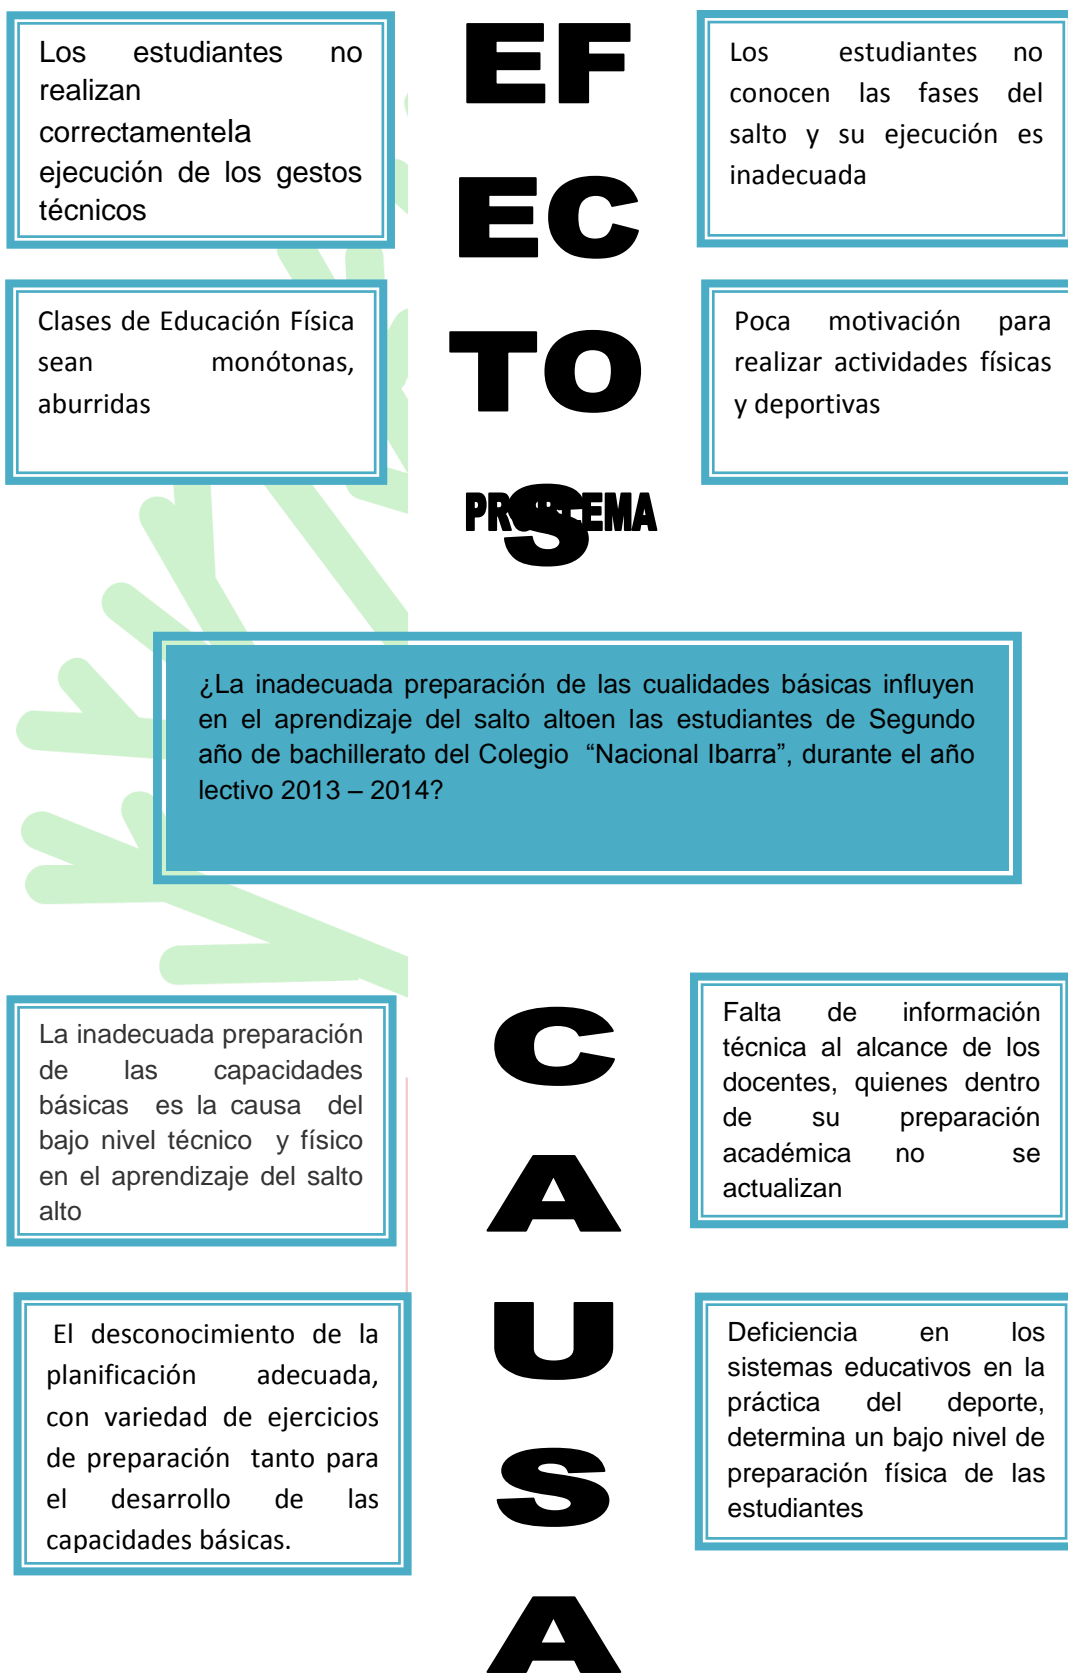 Los estudiantes no
realizan
correctamentela
ejecución de los gestos
técnicos
EF
Los estudiantes no
conocen las fases del
salto y su ejecución es
inadecuada
EC
Clases de Educación Física
sean monótonas,
aburridas
TO
Poca motivación para
realizar actividades físicas
y deportivas
S
PROBLEMA
¿La inadecuada preparación de las cualidades básicas influyen
en el aprendizaje del salto altoen las estudiantes de Segundo
año de bachillerato del Colegio “Nacional Ibarra”, durante el año
lectivo 2013 – 2014?
La inadecuada preparación
de las capacidades
básicas es la causa del
bajo nivel técnico y físico
en el aprendizaje del salto
alto
C
A
Falta de información
técnica al alcance de los
docentes, quienes dentro
de su preparación
académica no se
actualizan
El desconocimiento de la
planificación adecuada,
con variedad de ejercicios
de preparación tanto para
el desarrollo de las
capacidades básicas.
U
S
A
Deficiencia en los
sistemas educativos en la
práctica del deporte,
determina un bajo nivel de
preparación física de las
estudiantes